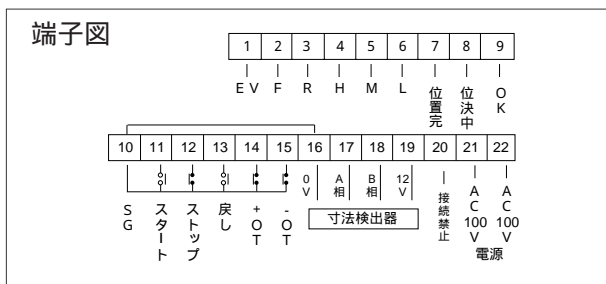 端子図
1 2 3 4 5 6 7 8 9
EV F R H M L 位置完 位決中 OK
10 11 12 13 14 15 16 17 18 19 20 21 22
SG スタート ストップ 戻し +OT -OT 0V A相 B相 12V 接続禁止 AC100V AC100V
寸法検出器 電源